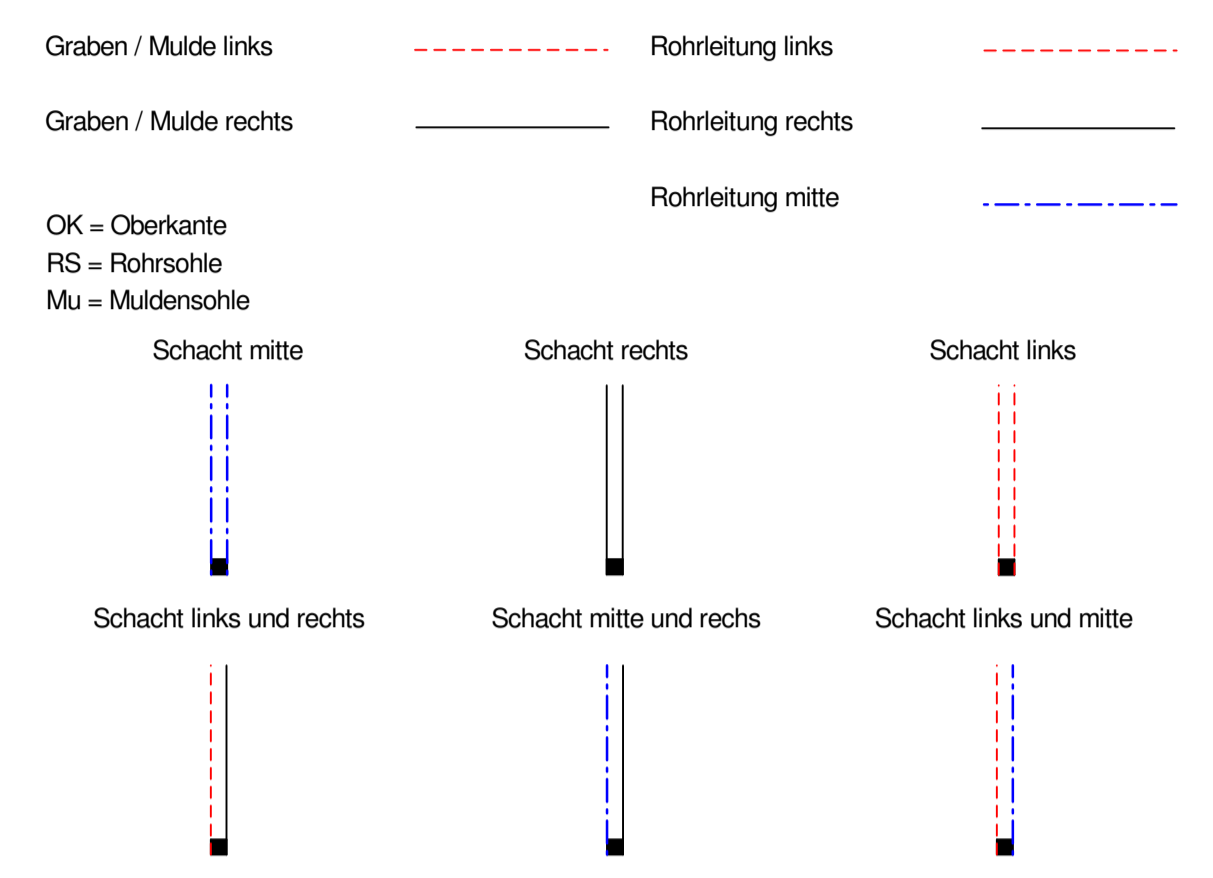 Graben / Mulde links
Rohrleitung links
Graben / Mulde rechts
Rohrleitung rechts
Rohrleitung mitte
OK = Oberkante
RS = Rohrsohle
Mu = Muldensohle
Schacht mitte
Schacht rechts
Schacht links
Schacht links und rechts
Schacht mitte und rechs
Schacht links und mitte